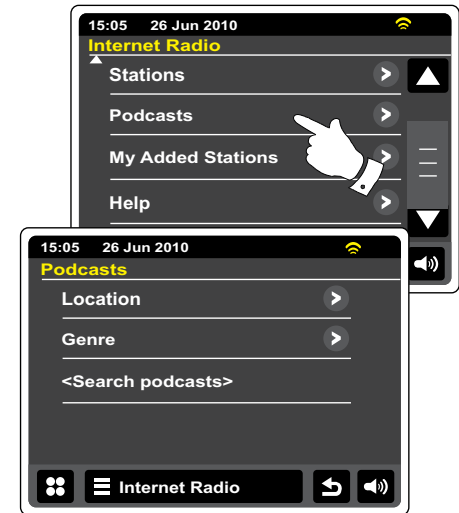 15:05 26 Jun 2010
Internet Radio
Stations
Podcasts
My Added Stations
Help
15:05 26 Jun 2010
Podcasts
Location
Genre
<Search podcasts>
Internet Radio